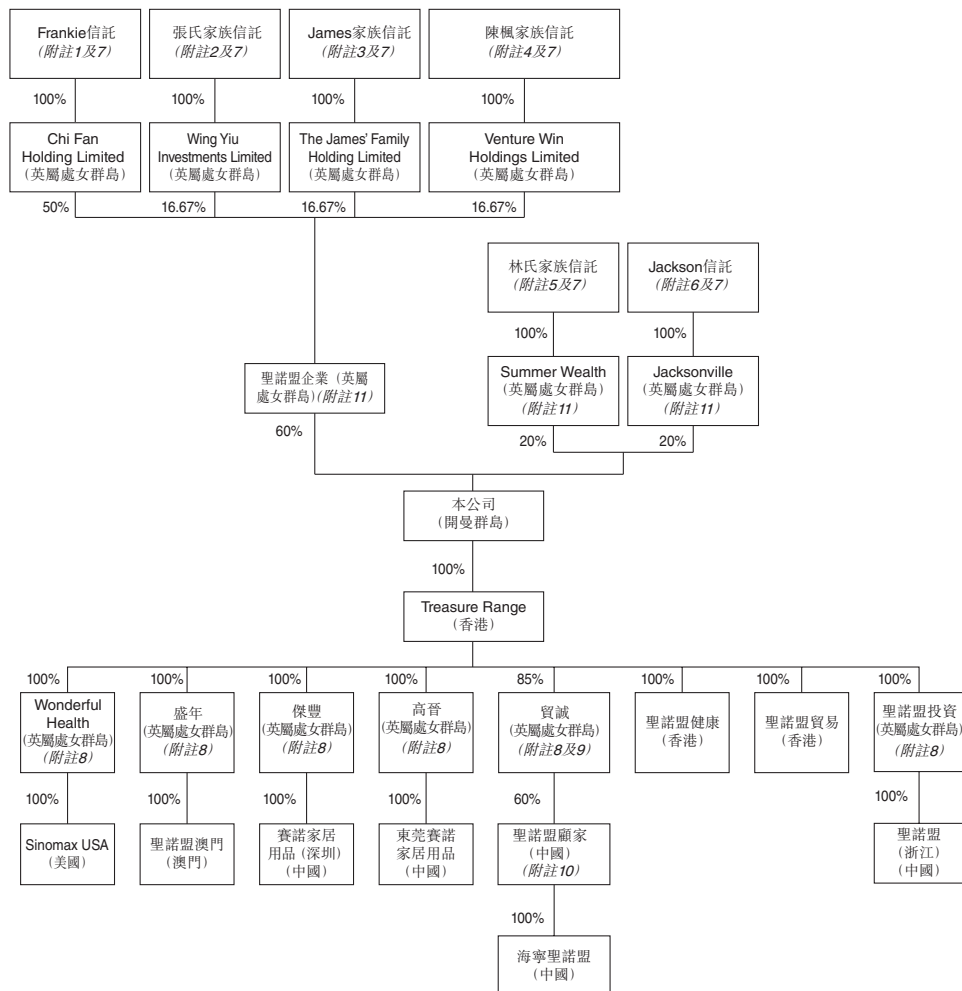 Frankie信託
(附註1及7)
張氏家族信託
(附註2及7)
James家族信託
(附註3及7)
陳楓家族信託
(附註4及7)
100%
100%
100%
100%
Chi Fan
Holding Limited
(英屬處女群島)
Wing Yiu
Investments Limited
(英屬處女群島)
The James' Family
Holding Limited
(英屬處女群島)
Venture Win
Holdings Limited
(英屬處女群島)
50%
16.67%
16.67%
16.67%
林氏家族信託
(附註5及7)
Jackson信託
(附註6及7)
100%
100%
聖諾盟企業 (英屬
處女群島)(附註11)
Summer Wealth
(英屬處女群島)
(附註11)
Jacksonville
(英屬處女群島)
(附註11)
60%
20%
20%
本公司
(開曼群島)
100%
Treasure Range
(香港)
100%
100%
100%
100%
85%
100%
100%
100%
Wonderful
Health
(英屬處女群島)
(附註8)
盛年
(英屬處女群島)
(附註8)
傑豐
(英屬處女群島)
(附註8)
高晉
(英屬處女群島)
(附註8)
貿誠
(英屬處女群島)
(附註8及9)
聖諾盟健康
(香港)
聖諾盟貿易
(香港)
聖諾盟投資
(英屬處女群島)
(附註8)
100%
100%
100%
100%
60%
100%
Sinomax USA
(美國)
聖諾盟澳門
(澳門)
賽諾家居
用品 (深圳)
(中國)
東莞賽諾
家居用品
(中國)
聖諾盟顧家
(中國)
(附註10)
聖諾盟
(浙江)
(中國)
100%
海寧聖諾盟
(中國)